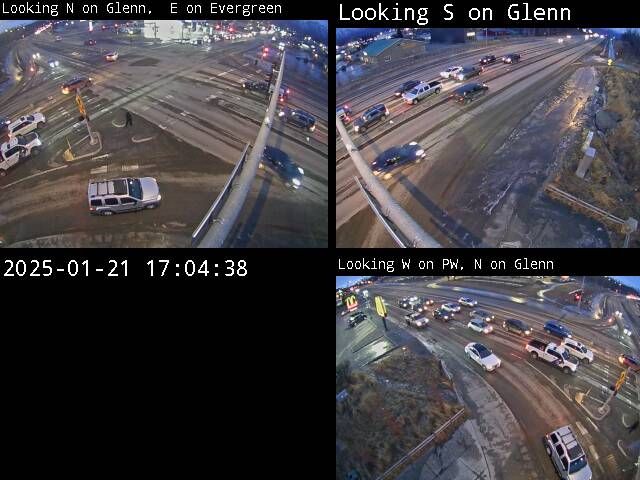 Looking N on Glenn,  E on Evergreen
Looking S on Glenn
2025-01-21 17:04:38
Looking W on PW, N on Glenn